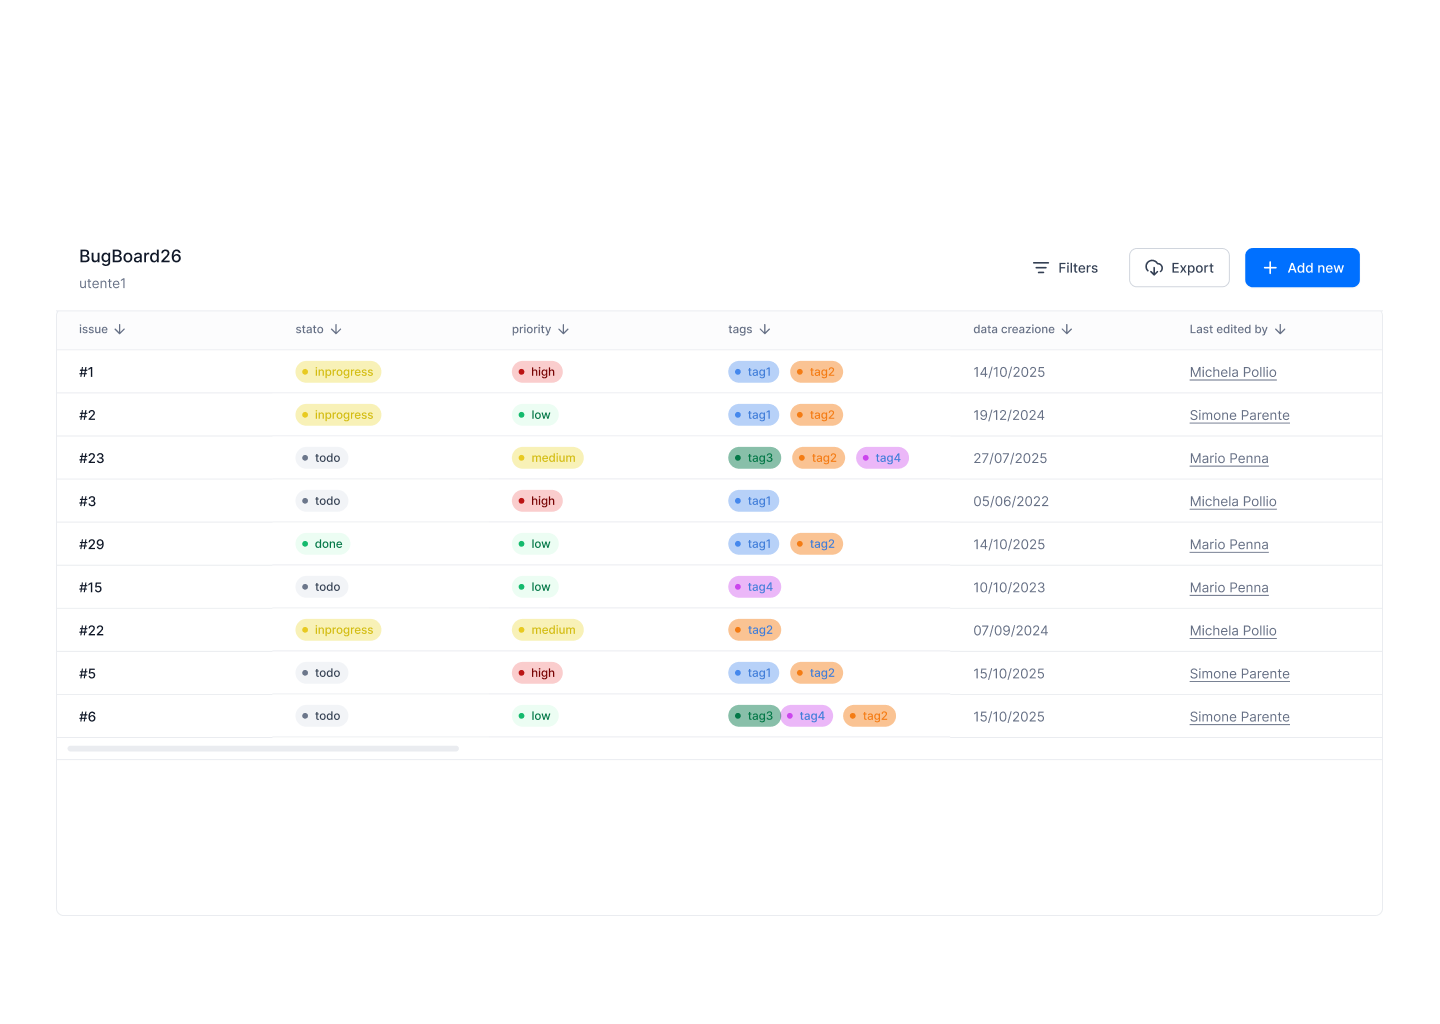 BugBoard26
utente1
Filters
Export
Add new
issue stato priority tags data creazione Last edited by
#1 inprogress high tag1 tag2 14/10/2025 Michela Pollio
#2 inprogress low tag1 tag2 19/12/2024 Simone Parente
#23 todo medium tag3 tag2 tag4 27/07/2025 Mario Penna
#3 todo high tag1 05/06/2022 Michela Pollio
#29 done low tag1 tag2 14/10/2025 Mario Penna
#15 todo low tag4 10/10/2023 Mario Penna
#22 inprogress medium tag2 07/09/2024 Michela Pollio
#5 todo high tag1 tag2 15/10/2025 Simone Parente
#6 todo low tag3 tag4 tag2 15/10/2025 Simone Parente